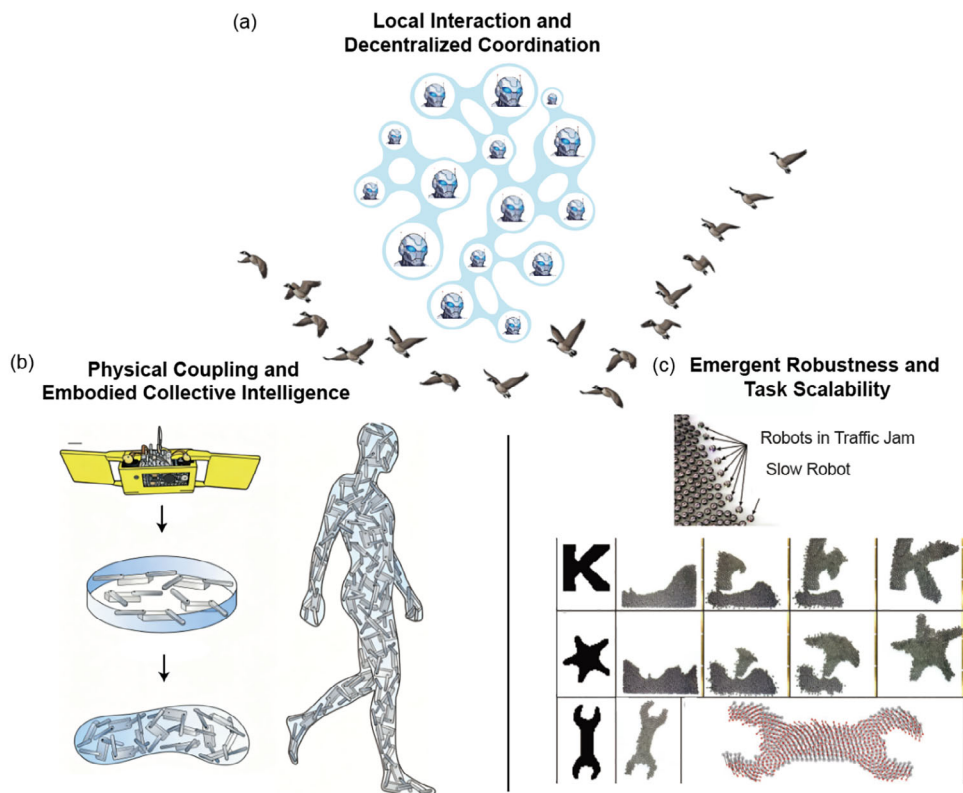 (a)
Local Interaction and
Decentralized Coordination
(b)
Physical Coupling and
Embodied Collective Intelligence
(c)
Emergent Robustness and
Task Scalability
Robots in Traffic Jam
Slow Robot
K